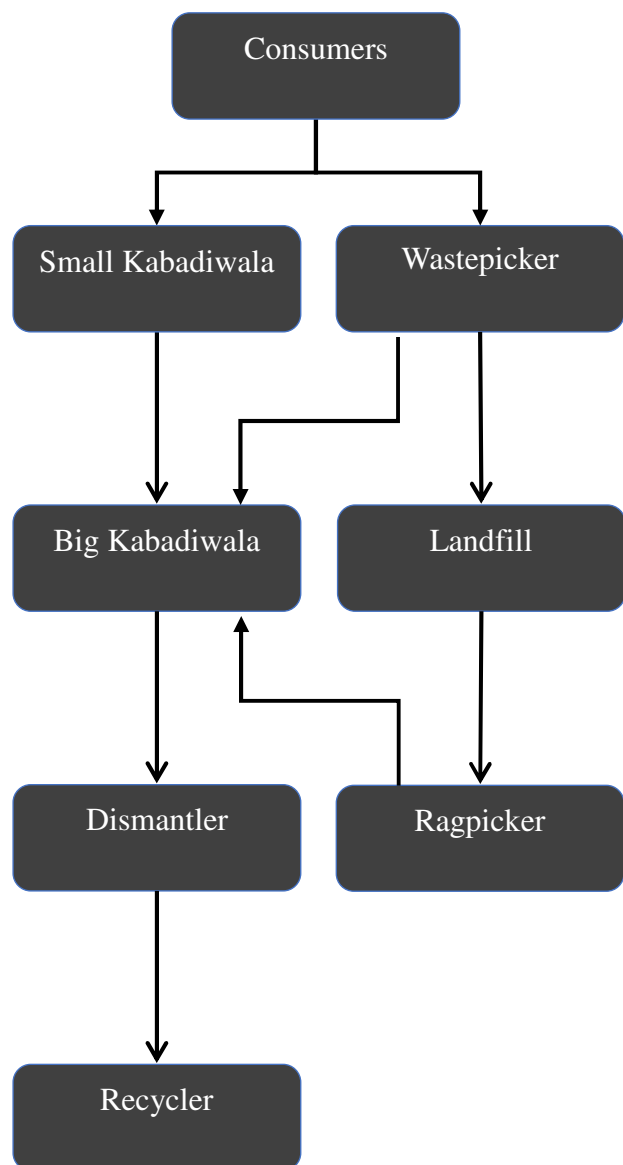 Consumers
Small Kabadiwala
Wastepicker
Big Kabadiwala
Landfill
Dismantler
Ragpicker
Recycler